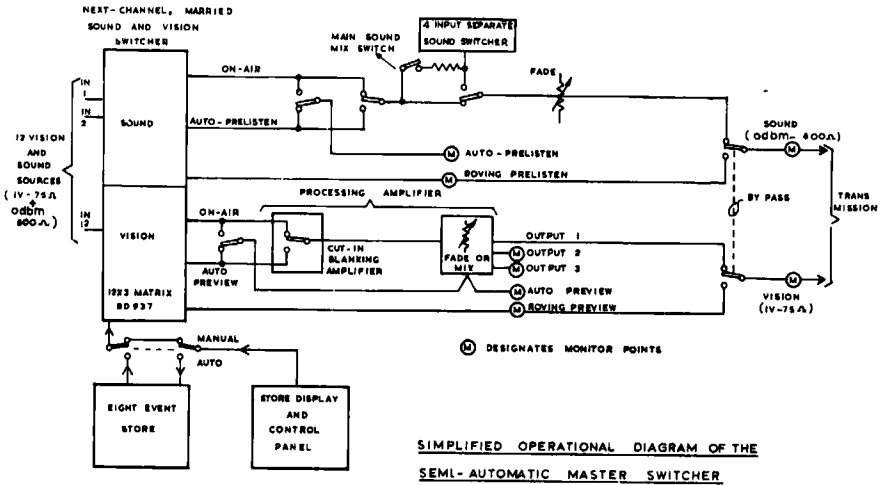 NEXT-CHANNEL, MARRIED
SOUND AND VISION
SWITCHER
4 INPUT SEPARATE
SOUND SWITCHER
MAIN SOUND
MIX SWITCH
ON-AIR
FADE
IN
1
IN
2
SOUND
AUTO-PRELISTEN
SOUND
(Odbm- 600Ω)
M
12 VISION
AND
SOUND
SOURCES
(1V-75Ω
+
Odbm
600Ω)
M AUTO-PRELISTEN
M ROVING PRELISTEN
PROCESSING AMPLIFIER
BY PASS
TRANS
MISSION
ON-AIR
IN
12
VISION
CUT-IN
BLANKING
AMPLIFIER
FADE OR
MIX
OUTPUT 1
M OUTPUT 2
M OUTPUT 3
AUTO
PREVIEW
M AUTO PREVIEW
M ROVING PREVIEW
M
VISION
(1V-75Ω)
12X3 MATRIX
BD937
MANUAL
AUTO
M DESIGNATES MONITOR POINTS
EIGHT EVENT
STORE
STORE DISPLAY
AND
CONTROL
PANEL
SIMPLIFIED OPERATIONAL DIAGRAM OF THE
SEMI-AUTOMATIC MASTER SWITCHER